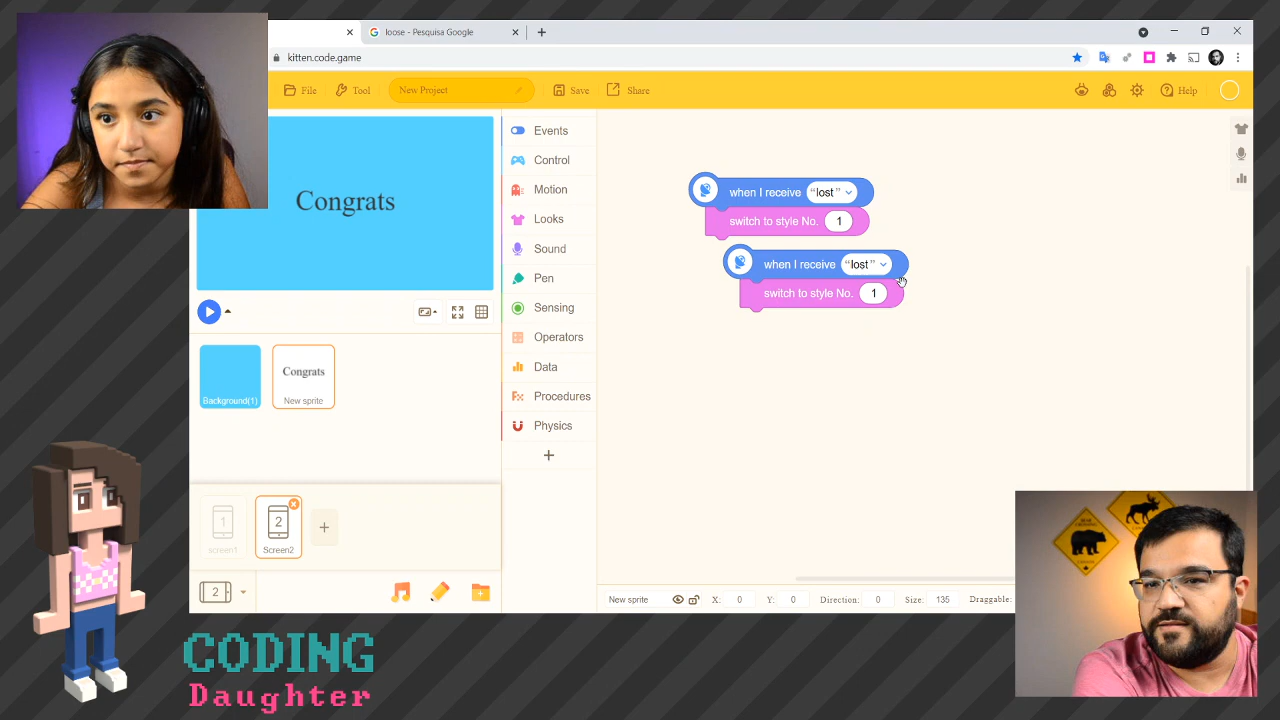 loose - Pesquisa Google
kitten.code.game
File
Tool
New Project
Save
Share
Help
Congrats
Events
Control
Motion
Looks
Sound
Pen
Sensing
Operators
Data
Procedures
Physics
when I receive "lost"
switch to style No. 1
when I receive "lost"
switch to style No. 1
Background(1)
Congrats
New sprite
1
screen1
2
Screen2
2
New sprite
X: 0
Y: 0
Direction: 0
Size: 135
Draggable:
CODING
Daughter